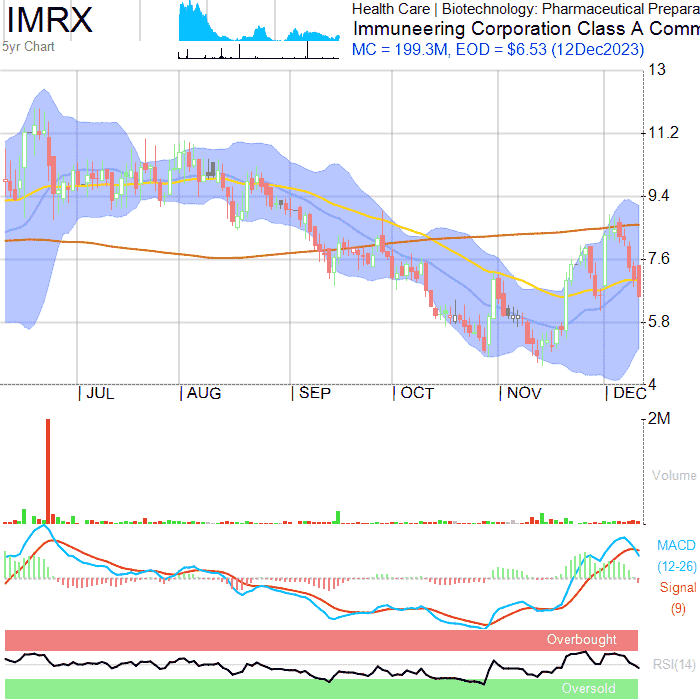 IMRX
5yr Chart
Health Care | Biotechnology: Pharmaceutical Prepara
Immuneering Corporation Class A Comm
MC = 199.3M, EOD = $6.53 (12Dec2023)
13
11.2
9.4
7.6
5.8
4
JUL
AUG
SEP
OCT
NOV
DEC
2M
Volume
MACD
(12-26)
Signal
(9)
Overbought
RSI(14)
Oversold